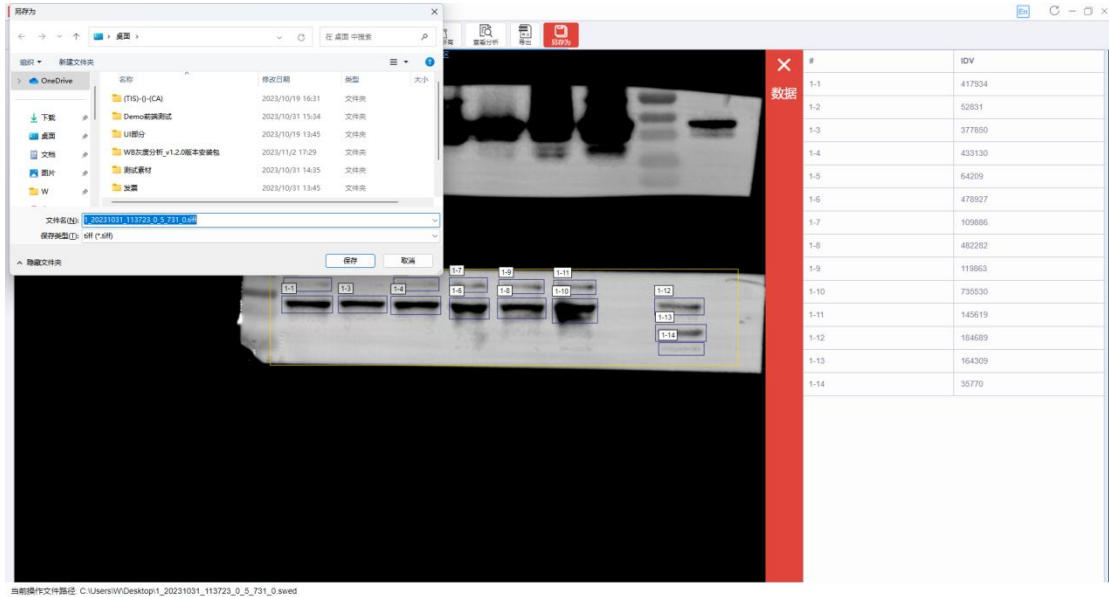 另存为
En
桌面
在 桌面 中搜索
查看分析
导出
另存为
组织
新建文件夹
OneDrive
下载
桌面
文档
图片
W
名称 修改日期 类型 大小
(TIS)-()-(CA) 2023/10/19 16:31 文件夹
Demo前端测试 2023/10/31 15:34 文件夹
UI部分 2023/10/19 13:45 文件夹
WB灰度分析_v1.2.0版本安装包 2023/11/2 17:29 文件夹
测试素材 2023/10/31 14:35 文件夹
发票 2023/10/31 13:45 文件夹
文件名(N): 1_20231031_113723_0_5_731_0.tiff
保存类型(T): tiff (*.tiff)
隐藏文件夹
保存
取消
数据
# IDV
1-1 417934
1-2 52831
1-3 377850
1-4 433130
1-5 64209
1-6 478927
1-7 109886
1-8 482282
1-9 119863
1-10 735530
1-11 145619
1-12 184689
1-13 164309
1-14 35770
1-7 1-9 1-11
1-1 1-3 1-4 1-6 1-8 1-10 1-12
1-13
1-14
当前操作文件路径: C:\Users\W\Desktop\1_20231031_113723_0_5_731_0.swed